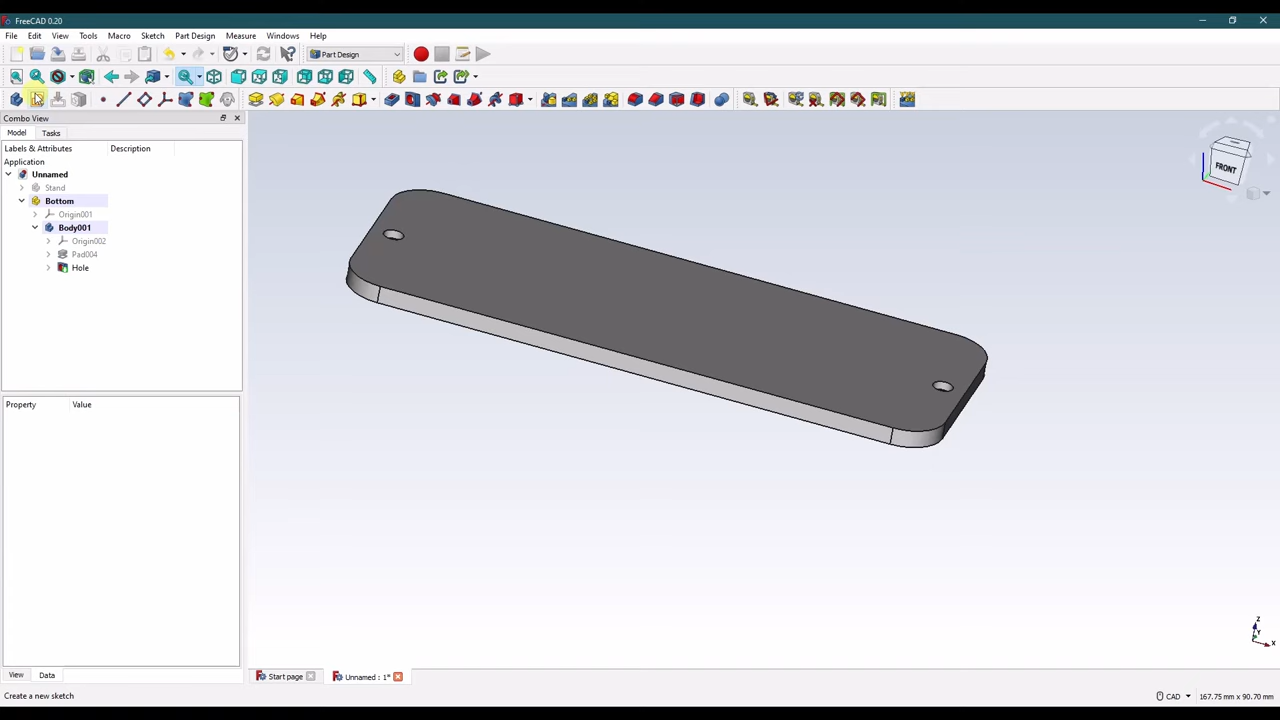 FreeCAD 0.20
File Edit View Tools Macro Sketch Part Design Measure Windows Help
Part Design
Combo View
Model Tasks
Labels & Attributes Description
Application
Unnamed
Stand
Bottom
Origin001
Body001
Origin002
Pad004
Hole
FRONT
Property Value
Z
Y
X
View Data
Start page Unnamed : 1*
Create a new sketch CAD 167.75 mm x 90.70 mm